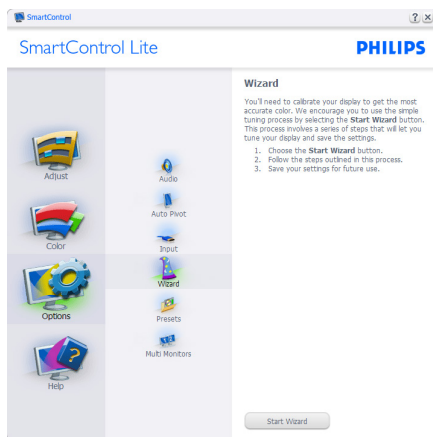 SmartControl
SmartControl Lite
PHILIPS
Adjust
Color
Options
Help
Audio
Auto Pivot
Input
Wizard
Presets
Multi Monitors
Wizard
You'll need to calibrate your display to get the most
accurate color. We encourage you to use the simple
tuning process by selecting the Start Wizard button.
This process involves a series of steps that will let you
tune your display and save the settings.
1. Choose the Start Wizard button.
2. Follow the steps outlined in this process.
3. Save your settings for future use.
Start Wizard